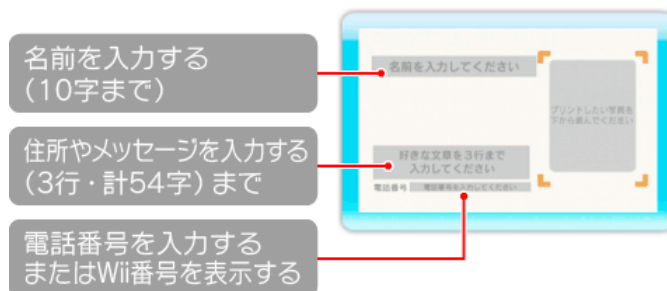 名前を入力する
(10字まで)
住所やメッセージを入力する
(3行・計54字)まで
電話番号を入力する
またはWii番号を表示する
名前を入力してください
プリントしたい写真を
下から選んでください
好きな文章を3行まで
入力してください
電話番号 電話番号を入力してください